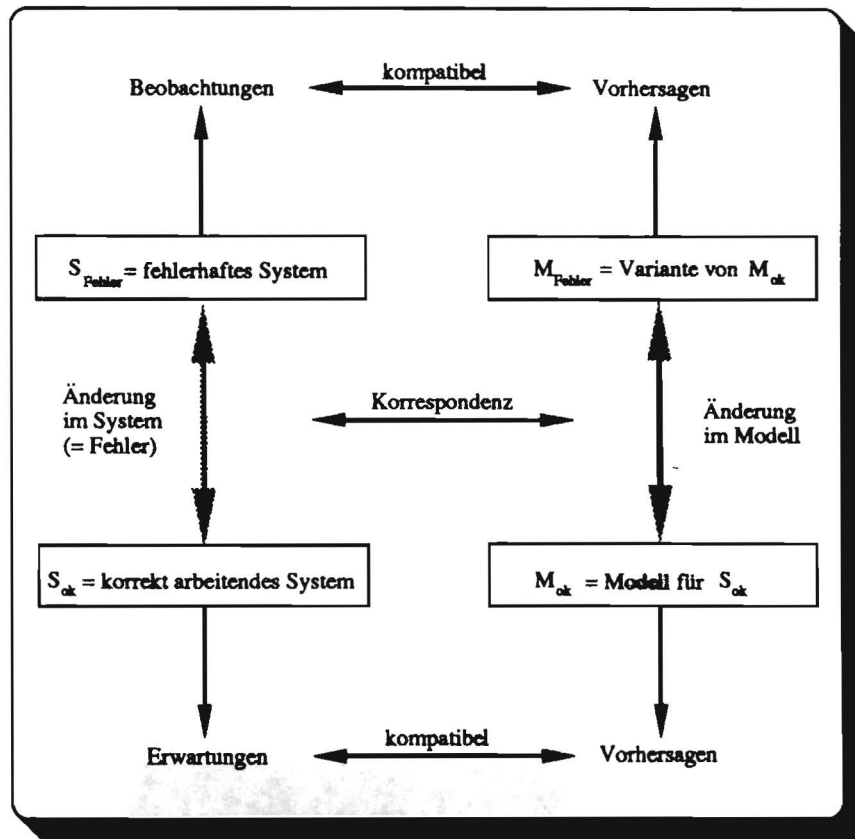 Beobachtungen
kompatibel
Vorhersagen
S_Fehler = fehlerhaftes System
M_Fehler = Variante von M_ok
Änderung
im System
(= Fehler)
Korrespondenz
Änderung
im Modell
S_ok = korrekt arbeitendes System
M_ok = Modell für S_ok
Erwartungen
kompatibel
Vorhersagen